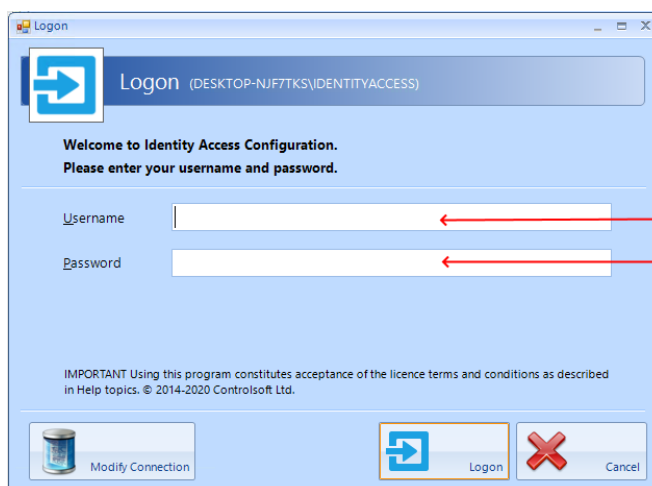 Logon
Logon (DESKTOP-NJF7TKS\IDENTITYACCESS)
Welcome to Identity Access Configuration.
Please enter your username and password.
Username
Password
IMPORTANT Using this program constitutes acceptance of the licence terms and conditions as described
in Help topics. © 2014-2020 Controlsoft Ltd.
Modify Connection
Logon
Cancel